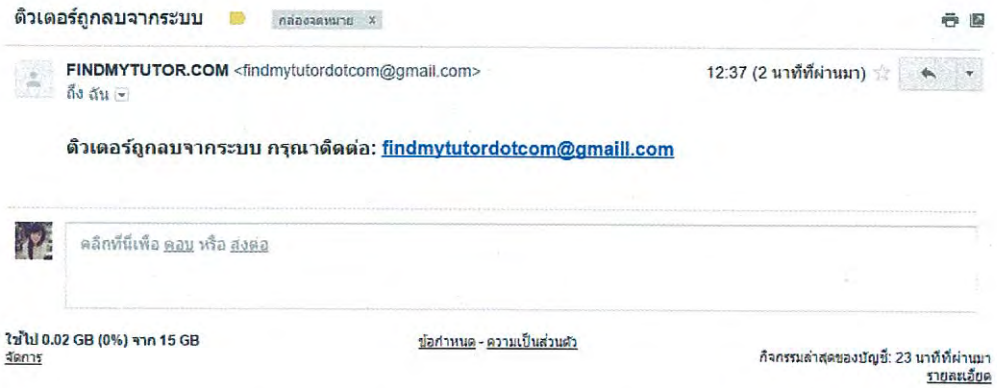 ติวเตอร์ถูกลบจากระบบ กล่องจดหมาย x
FINDMYTUTOR.COM <findmytutordotcom@gmail.com> 12:37 (2 นาทีที่ผ่านมา)
ถึง ฉัน
ติวเตอร์ถูกลบจากระบบ กรุณาติดต่อ: findmytutordotcom@gmaill.com
คลิกที่นี่เพื่อ ตอบ หรือ ส่งต่อ
ใช้ไป 0.02 GB (0%) จาก 15 GB
จัดการ
ข้อกำหนด - ความเป็นส่วนตัว
กิจกรรมล่าสุดของบัญชี: 23 นาทีที่ผ่านมา
รายละเอียด